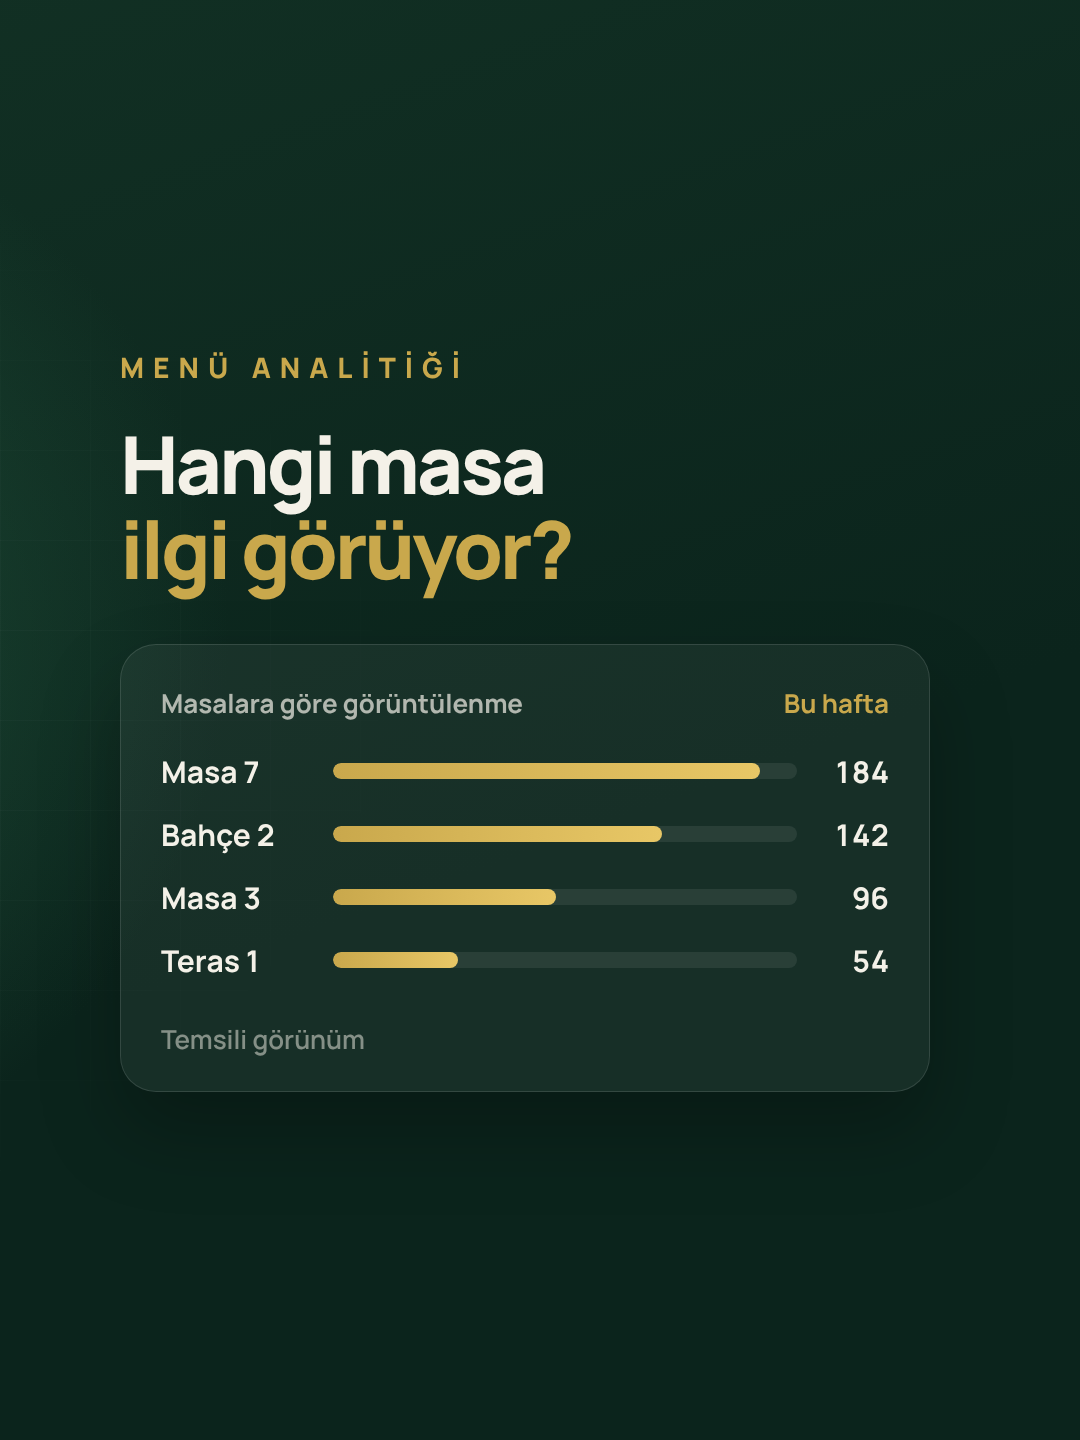 MENÜ ANALİTİĞİ
Hangi masa
ilgi görüyor?
Masalara göre görüntülenme Bu hafta
Masa 7 184
Bahçe 2 142
Masa 3 96
Teras 1 54
Temsili görünüm